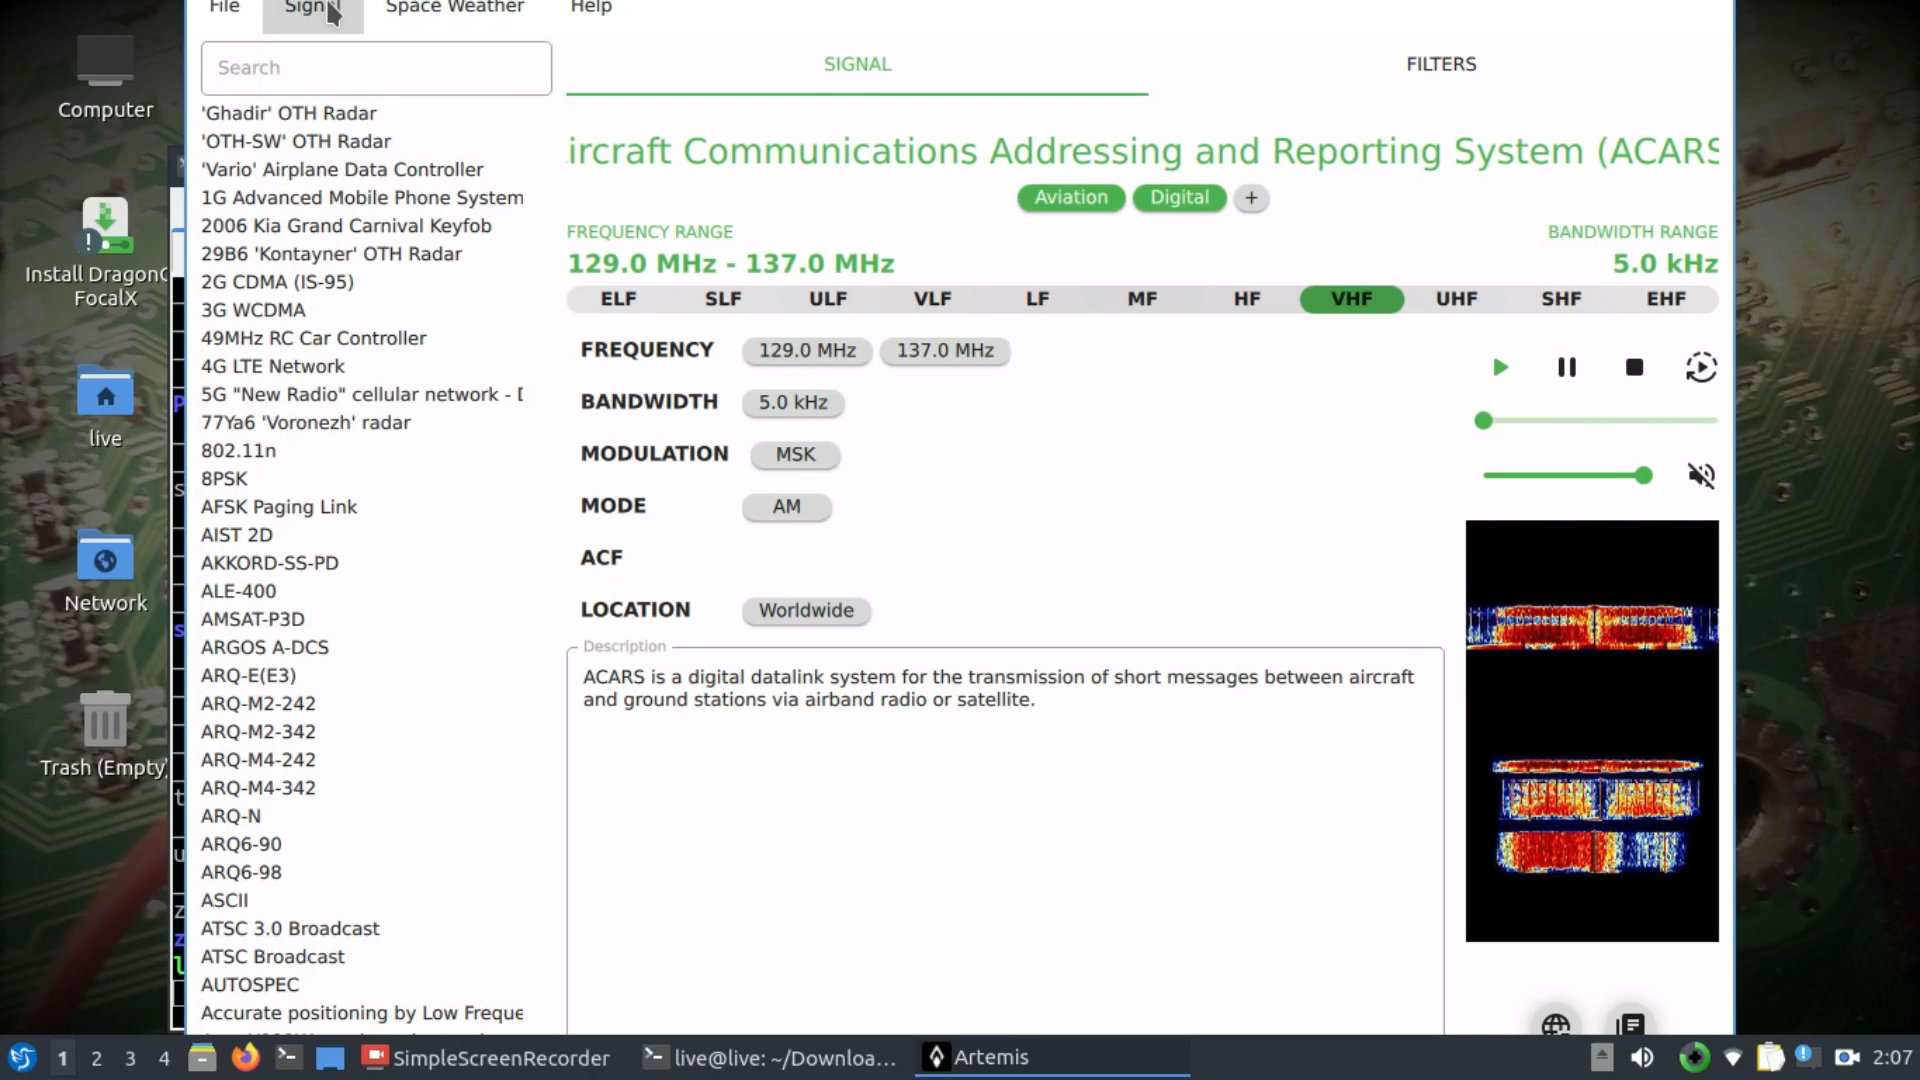 File Signal Space Weather Help
Computer
Install Dragon
FocalX
live
Network
Trash (Empty)
Search
'Ghadir' OTH Radar
'OTH-SW' OTH Radar
'Vario' Airplane Data Controller
1G Advanced Mobile Phone System
2006 Kia Grand Carnival Keyfob
29B6 'Kontayner' OTH Radar
2G CDMA (IS-95)
3G WCDMA
49MHz RC Car Controller
4G LTE Network
5G "New Radio" cellular network -
77Ya6 'Voronezh' radar
802.11n
8PSK
AFSK Paging Link
AIST 2D
AKKORD-SS-PD
ALE-400
AMSAT-P3D
ARGOS A-DCS
ARQ-E(E3)
ARQ-M2-242
ARQ-M2-342
ARQ-M4-242
ARQ-M4-342
ARQ-N
ARQ6-90
ARQ6-98
ASCII
ATSC 3.0 Broadcast
ATSC Broadcast
AUTOSPEC
Accurate positioning by Low Freque
SIGNAL FILTERS
ircraft Communications Addressing and Reporting System (ACARS
Aviation Digital +
FREQUENCY RANGE BANDWIDTH RANGE
129.0 MHz - 137.0 MHz 5.0 kHz
ELF SLF ULF VLF LF MF HF VHF UHF SHF EHF
FREQUENCY 129.0 MHz 137.0 MHz
BANDWIDTH 5.0 kHz
MODULATION MSK
MODE AM
ACF
LOCATION Worldwide
Description
ACARS is a digital datalink system for the transmission of short messages between aircraft
and ground stations via airband radio or satellite.
1 2 3 4 SimpleScreenRecorder live@live: ~/Downloa... Artemis 2:07